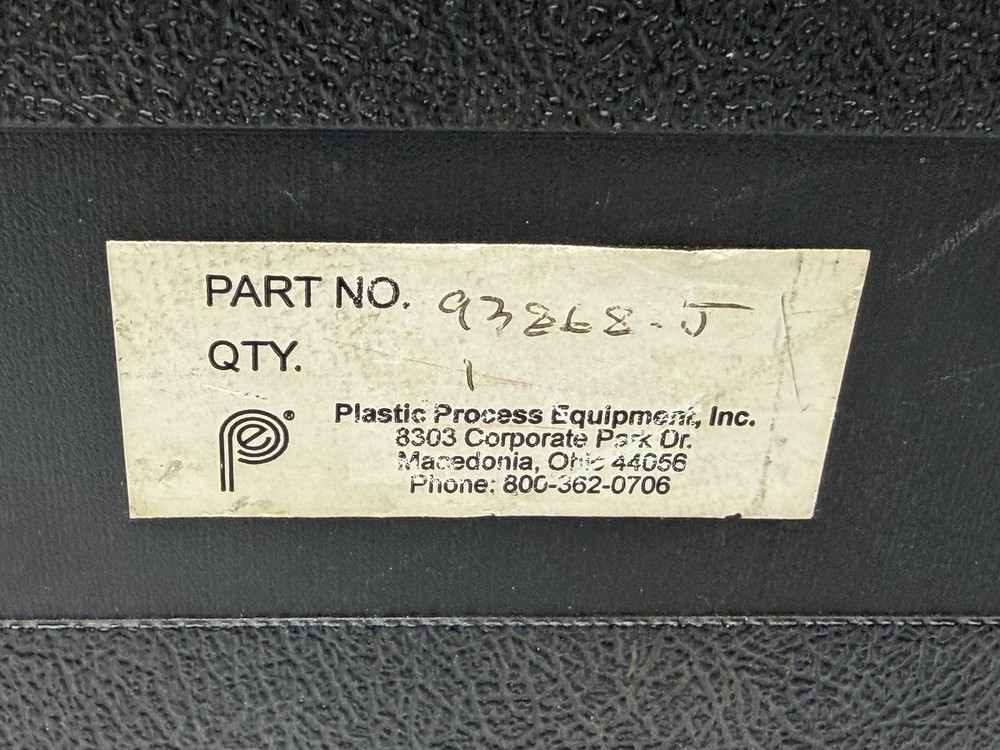 PART NO. 93868-J
QTY. 1
pe®
Plastic Process Equipment, Inc.
8303 Corporate Park Dr.
Macedonia, Ohio 44056
Phone: 800-362-0706